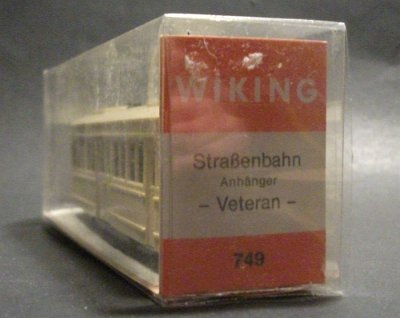 WIKING
Straßenbahn
Anhänger
– Veteran –
749